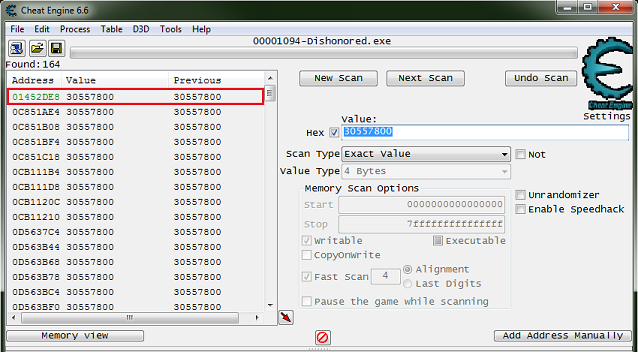 Cheat Engine 6.6
File Edit Process Table D3D Tools Help
00001094-Dishonored.exe
Found:164
Address Value Previous
01452DE8 30557800 30557800
0C851AE4 30557800 30557800
0C851B08 30557800 30557800
0C851BF4 30557800 30557800
0C851C18 30557800 30557800
0CB111B4 30557800 30557800
0CB111D8 30557800 30557800
0CB1120C 30557800 30557800
0CB11210 30557800 30557800
0D5637C4 30557800 30557800
0D563B44 30557800 30557800
0D563B68 30557800 30557800
0D563B78 30557800 30557800
0D563BC4 30557800 30557800
0D563BF0 30557800 30557800
Memory view
New Scan Next Scan Undo Scan
Cheat Engine
Settings
Value:
Hex 30557800
Scan Type Exact Value Not
Value Type 4 Bytes
Memory Scan Options
Start 0000000000000000
Stop 7fffffffffffffff
Writable Executable
CopyOnWrite
Fast Scan 4 Alignment
Last Digits
Pause the game while scanning
Unrandomizer
Enable Speedhack
Add Address Manually